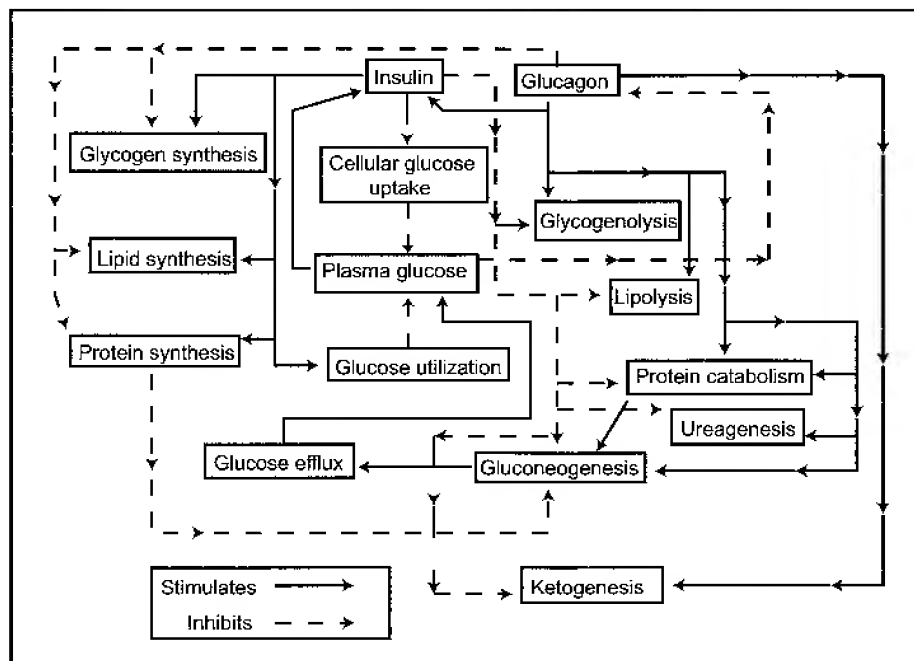 Insulin
Glucagon
Glycogen synthesis
Cellular glucose
uptake
Glycogenolysis
Lipid synthesis
Plasma glucose
Lipolysis
Protein synthesis
Glucose utilization
Protein catabolism
Ureagenesis
Glucose efflux
Gluconeogenesis
Stimulates
Inhibits
Ketogenesis